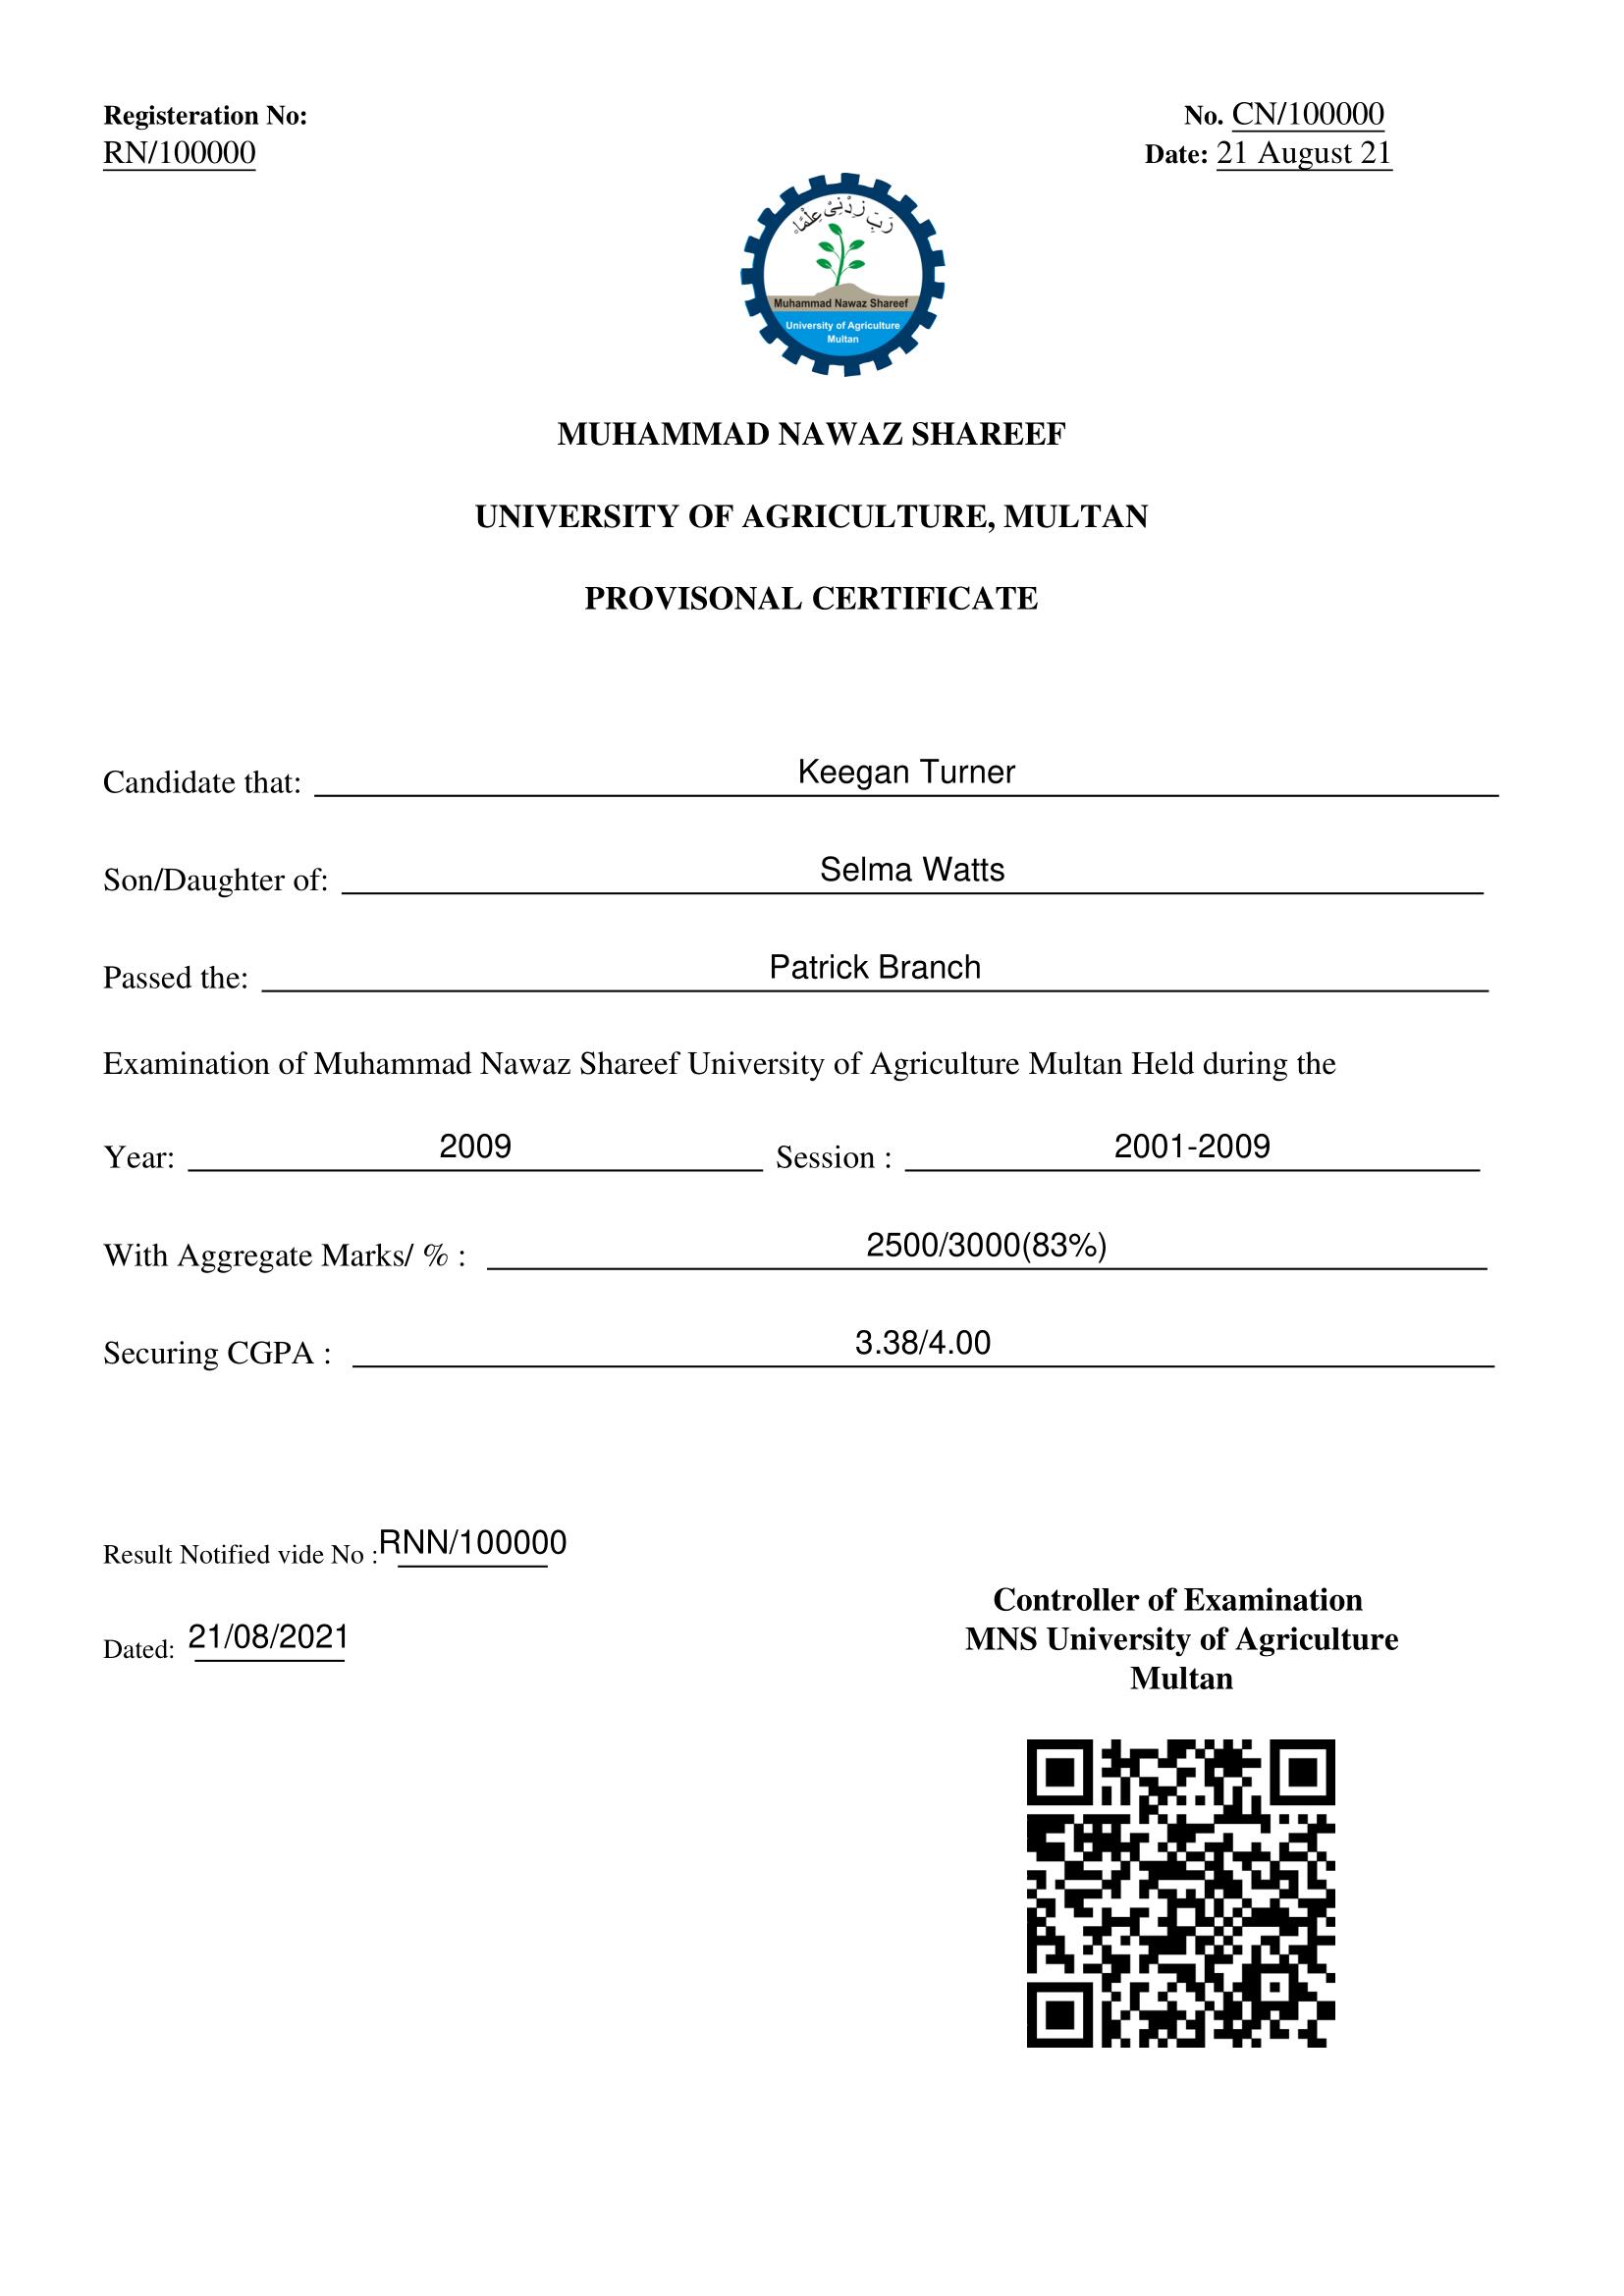 Registeration No:
RN/100000
No. CN/100000
Date: 21 August 21
رَبِّ زِدْنِیْ عِلْمًا
Muhammad Nawaz Shareef
University of Agriculture
Multan
MUHAMMAD NAWAZ SHAREEF
UNIVERSITY OF AGRICULTURE, MULTAN
PROVISONAL CERTIFICATE
Candidate that: Keegan Turner
Son/Daughter of: Selma Watts
Passed the: Patrick Branch
Examination of Muhammad Nawaz Shareef University of Agriculture Multan Held during the
Year: 2009 Session : 2001-2009
With Aggregate Marks/ % : 2500/3000(83%)
Securing CGPA : 3.38/4.00
Result Notified vide No : RNN/100000
Dated: 21/08/2021
Controller of Examination
MNS University of Agriculture
Multan